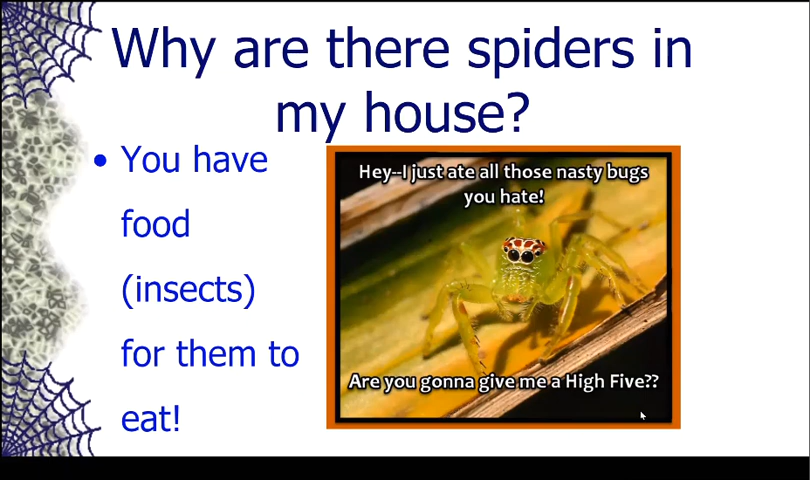 Why are there spiders in
my house?
• You have
food
(insects)
for them to
eat!
Hey--I just ate all those nasty bugs
you hate!
Are you gonna give me a High Five??